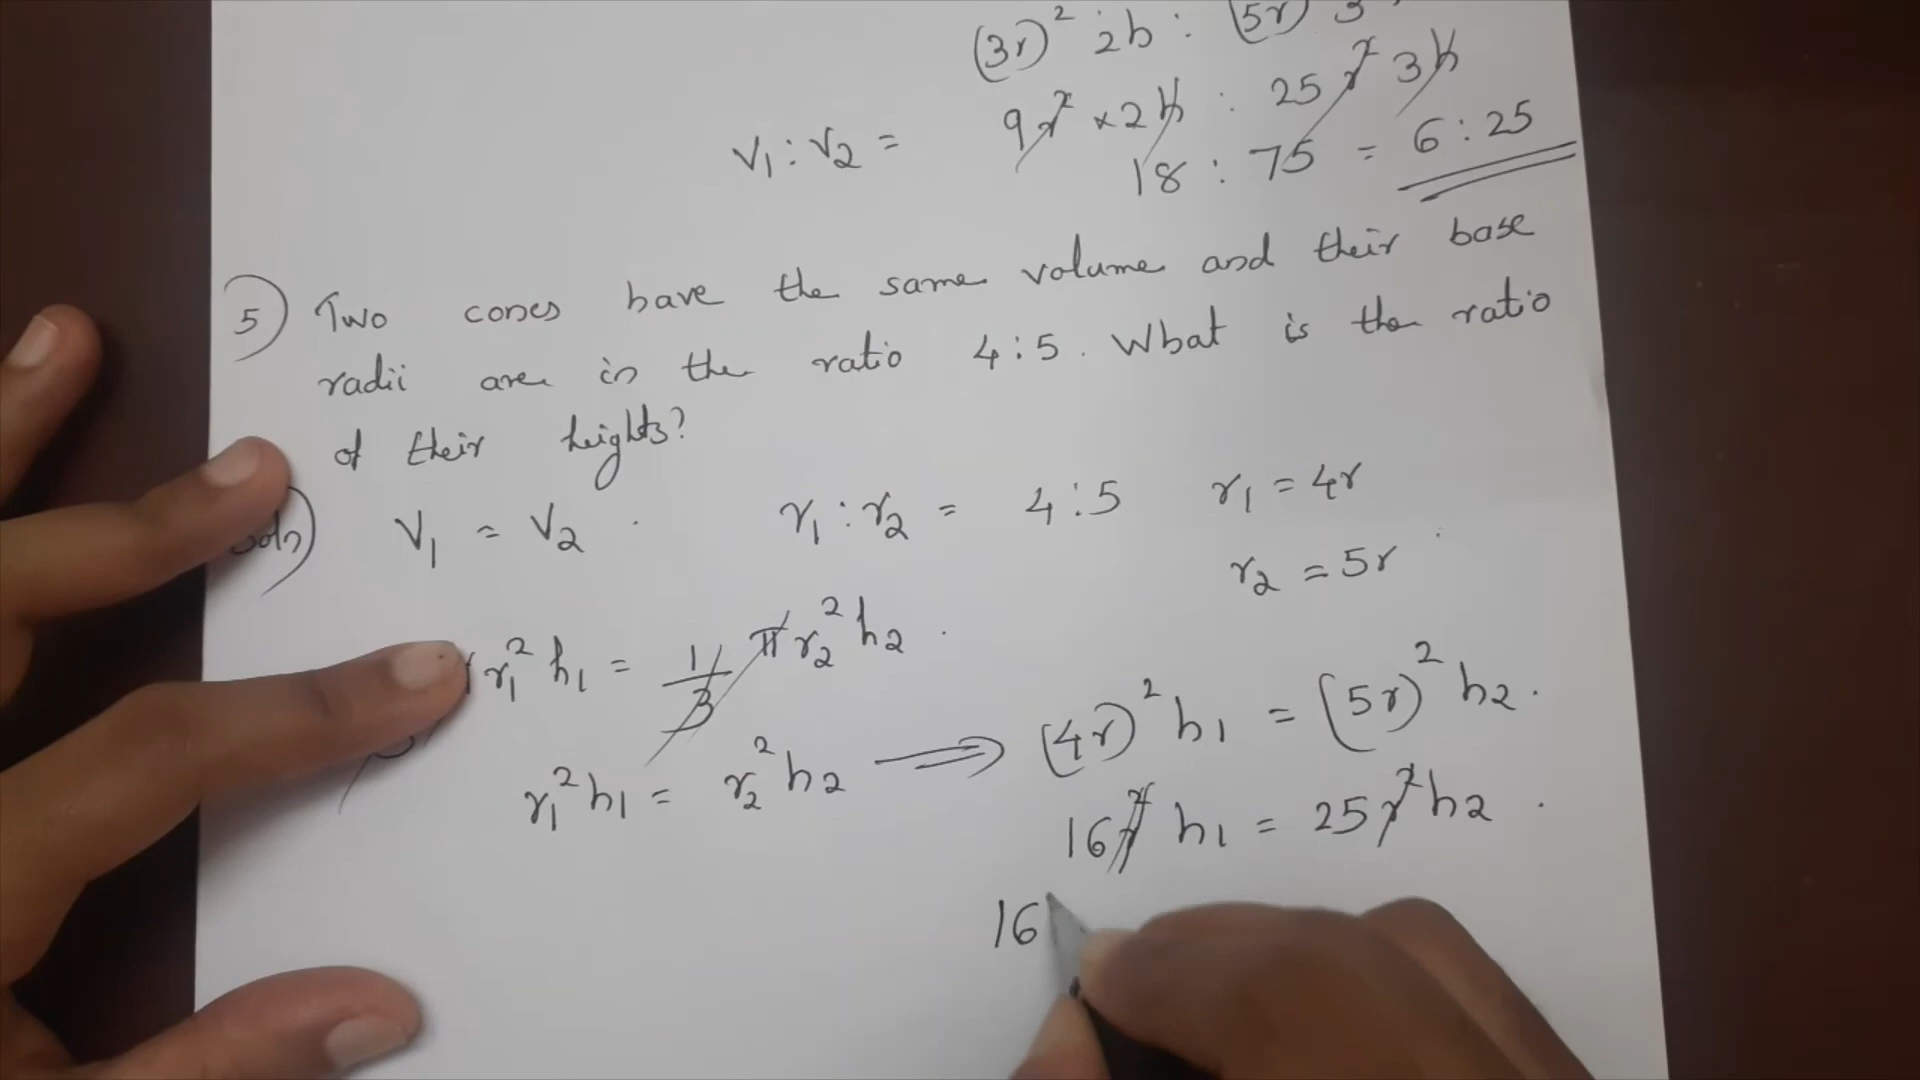 (3r)² 2h : (5r) 3
V₁ : V₂ = 9r² × 2h : 25 r² 3h
18 : 75 = 6 : 25
5) Two cones have the same volume and their base
radii are in the ratio 4:5. What is the ratio
of their heights?
Soln) V₁ = V₂ r₁ : r₂ = 4 : 5 r₁ = 4r
r₂ = 5r
r₁² h₁ = 1/3 π r₂² h₂
r₁² h₁ = r₂² h₂ ⟹ (4r)² h₁ = (5r)² h₂
16r² h₁ = 25r² h₂
16